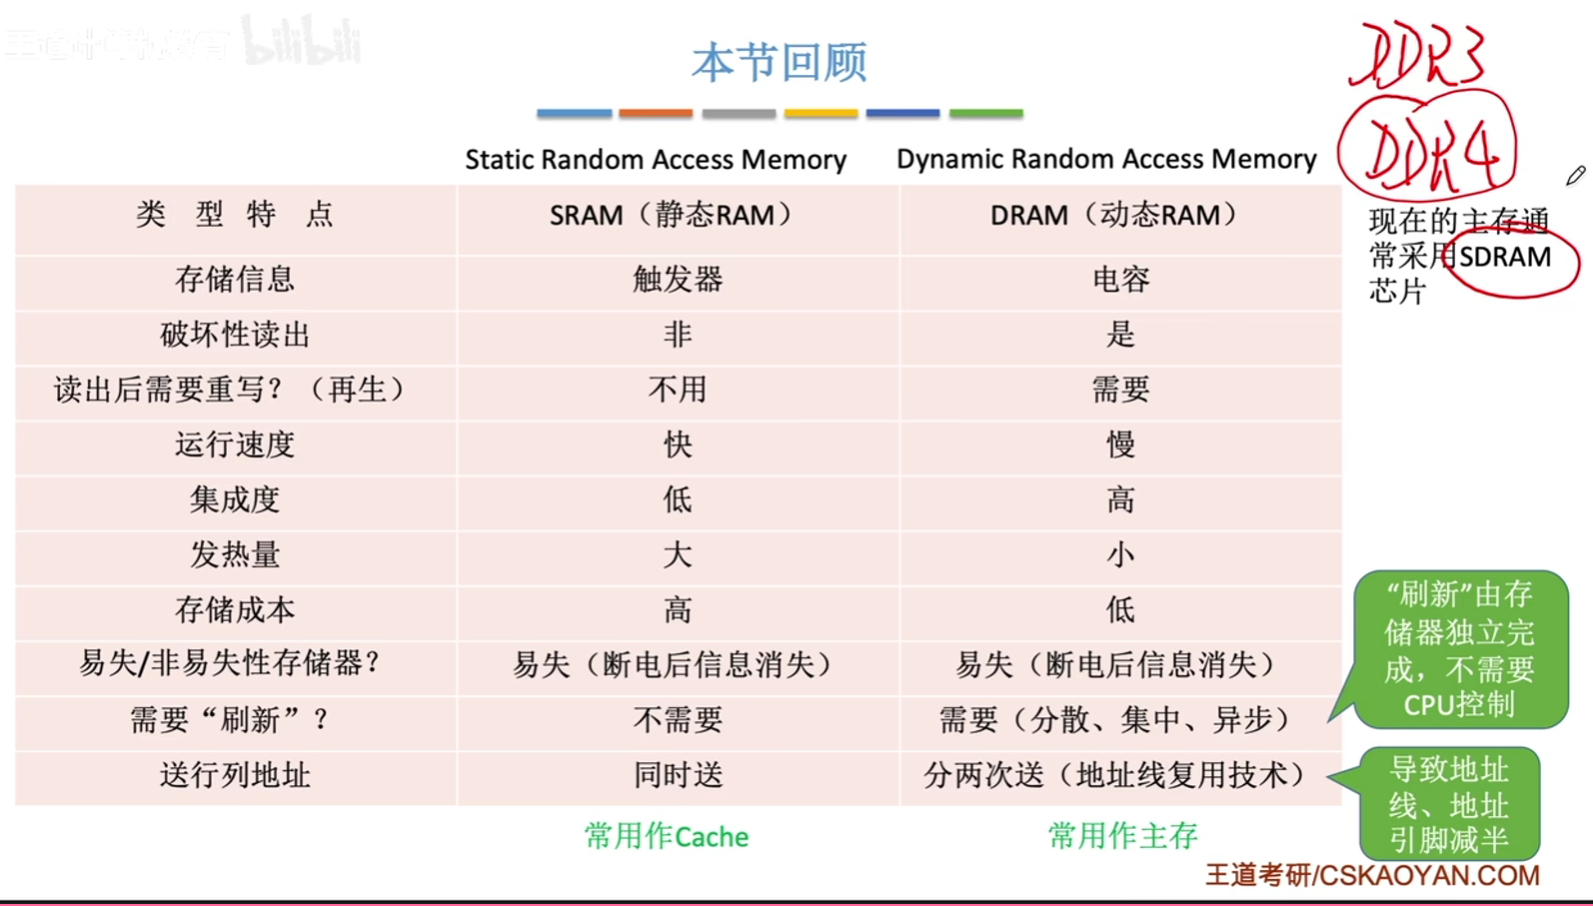 王道计算机教育 bilibili
本节回顾
DDR3
DDR4
Static Random Access Memory
Dynamic Random Access Memory
类 型 特 点
SRAM（静态RAM）
DRAM（动态RAM）
现在的主存通
常采用SDRAM
芯片
存储信息
触发器
电容
破坏性读出
非
是
读出后需要重写？（再生）
不用
需要
运行速度
快
慢
集成度
低
高
发热量
大
小
存储成本
高
低
易失/非易失性存储器？
易失（断电后信息消失）
易失（断电后信息消失）
需要“刷新”？
不需要
需要（分散、集中、异步）
“刷新”由存
储器独立完
成，不需要
CPU控制
送行列地址
同时送
分两次送（地址线复用技术）
导致地址
线、地址
引脚减半
常用作Cache
常用作主存
王道考研/CSKAOYAN.COM